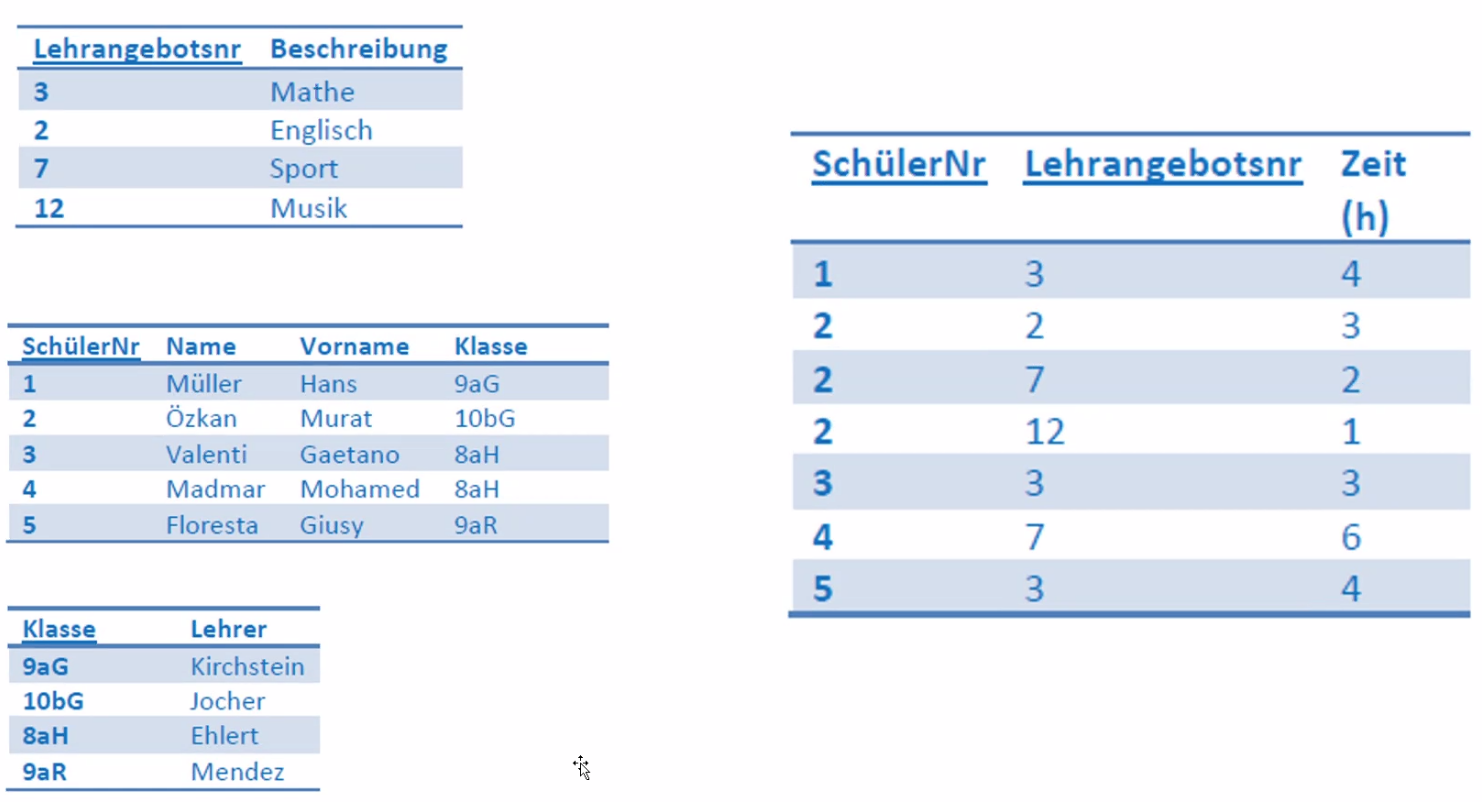 Lehrangebotsnr Beschreibung
3 Mathe
2 Englisch
7 Sport
12 Musik
SchülerNr Name Vorname Klasse
1 Müller Hans 9aG
2 Özkan Murat 10bG
3 Valenti Gaetano 8aH
4 Madmar Mohamed 8aH
5 Floresta Giusy 9aR
Klasse Lehrer
9aG Kirchstein
10bG Jocher
8aH Ehlert
9aR Mendez
SchülerNr Lehrangebotsnr Zeit
(h)
1 3 4
2 2 3
2 7 2
2 12 1
3 3 3
4 7 6
5 3 4